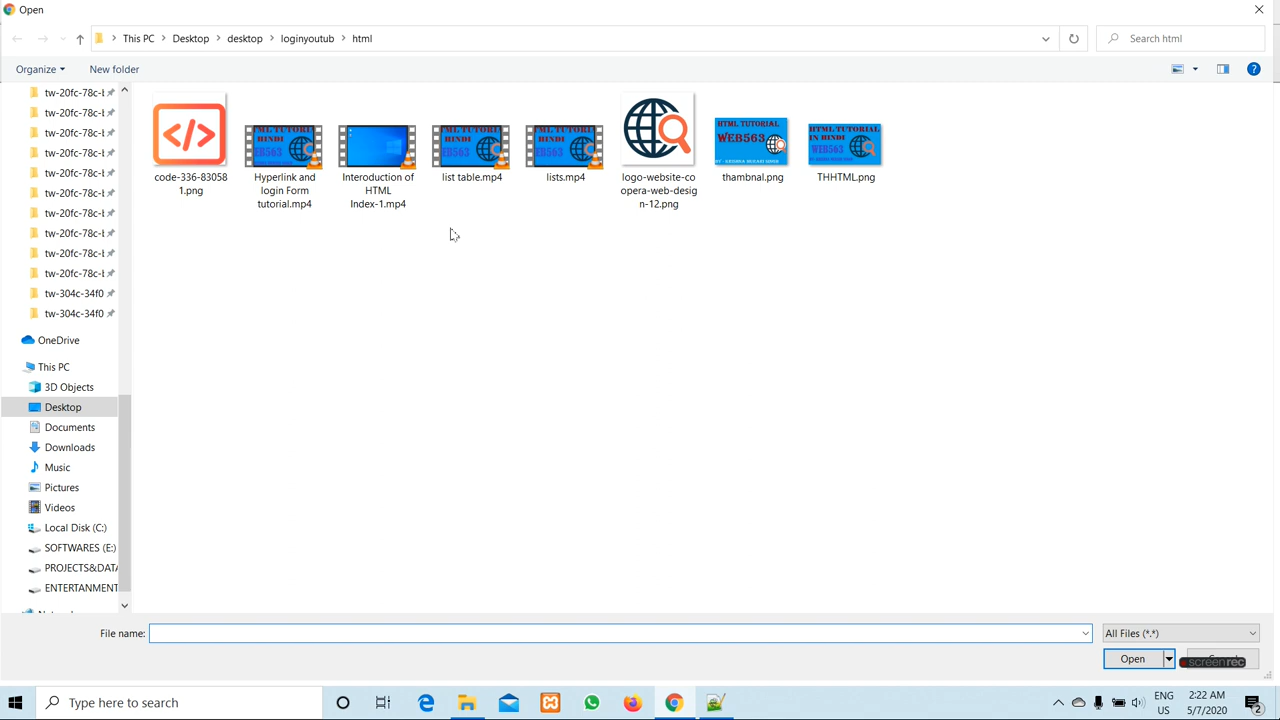 Open
This PC > Desktop > desktop > loginyoutub > html
Search html
Organize
New folder
tw-20fc-78c-b
tw-20fc-78c-b
tw-20fc-78c-b
tw-20fc-78c-b
tw-20fc-78c-b
tw-20fc-78c-b
tw-20fc-78c-b
tw-20fc-78c-b
tw-20fc-78c-b
tw-20fc-78c-b
tw-304c-34f0
tw-304c-34f0
OneDrive
This PC
3D Objects
Desktop
Documents
Downloads
Music
Pictures
Videos
Local Disk (C:)
SOFTWARES (E:)
PROJECTS&DATA
ENTERTANMENT
code-336-83058
1.png
Hyperlink and
login Form
tutorial.mp4
Interoduction of
HTML
Index-1.mp4
list table.mp4
lists.mp4
logo-website-co
opera-web-desig
n-12.png
HTML TUTORIAL
HINDI
WEB563
thambnal.png
HTML TUTORIAL
IN HINDI
WEB563
THHTML.png
File name:
All Files (*.*)
Open
screenrec
Type here to search
ENG
US
2:22 AM
5/7/2020
2